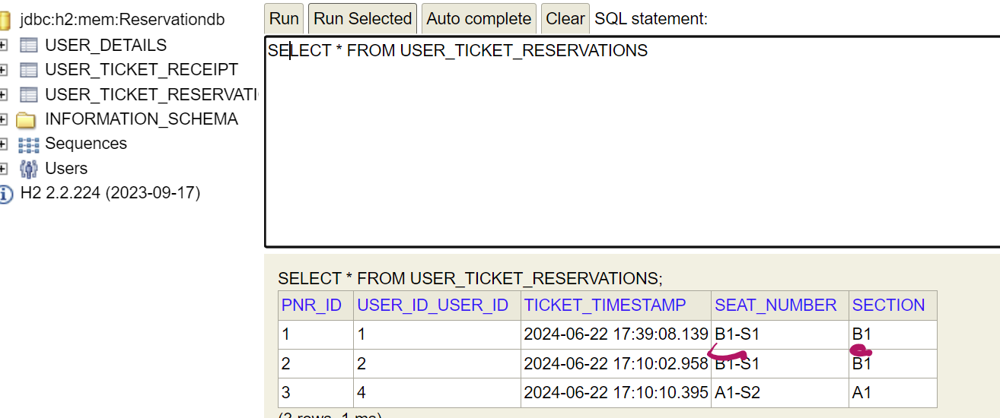 jdbc:h2:mem:Reservationdb
USER_DETAILS
USER_TICKET_RECEIPT
USER_TICKET_RESERVATI
INFORMATION_SCHEMA
Sequences
Users
H2 2.2.224 (2023-09-17)
Run Run Selected Auto complete Clear SQL statement:
SELECT * FROM USER_TICKET_RESERVATIONS
SELECT * FROM USER_TICKET_RESERVATIONS;
PNR_ID USER_ID_USER_ID TICKET_TIMESTAMP SEAT_NUMBER SECTION
1 1 2024-06-22 17:39:08.139 B1-S1 B1
2 2 2024-06-22 17:10:02.958 B1-S1 B1
3 4 2024-06-22 17:10:10.395 A1-S2 A1
(3 rows, 1 ms)